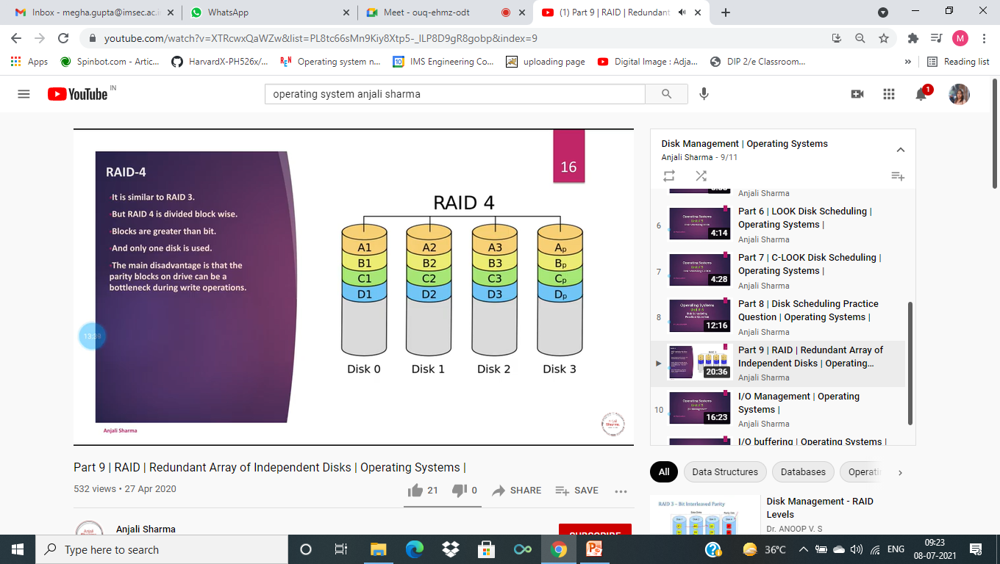 Inbox - megha.gupta@imsec.ac.i
WhatsApp
Meet - ouq-ehmz-odt
(1) Part 9 | RAID | Redundant
youtube.com/watch?v=XTRcwxQaWZw&list=PL8tc66sMn9Kiy8Xtp5-_lLP8D9gR8gobp&index=9
M
Apps
Spinbot.com - Artic...
HarvardX-PH526x/...
Operating system n...
IMS Engineering Co...
uploading page
Digital Image : Adja...
DIP 2/e Classroom...
»
Reading list
YouTube IN
operating system anjali sharma
1
16
RAID-4
It is similar to RAID 3.
But RAID 4 is divided block wise.
Blocks are greater than bit.
And only one disk is used.
The main disadvantage is that the
parity blocks on drive can be a
bottleneck during write operations.
RAID 4
A1 A2 A3 Ap
B1 B2 B3 Bp
C1 C2 C3 Cp
D1 D2 D3 Dp
Disk 0 Disk 1 Disk 2 Disk 3
Anjali Sharma
Part 9 | RAID | Redundant Array of Independent Disks | Operating Systems |
532 views • 27 Apr 2020
21
0
SHARE
SAVE
Anjali Sharma
Disk Management | Operating Systems
Anjali Sharma - 9/11
Anjali Sharma
6
4:14
Part 6 | LOOK Disk Scheduling |
Operating Systems |
Anjali Sharma
7
4:28
Part 7 | C-LOOK Disk Scheduling |
Operating Systems |
Anjali Sharma
8
12:16
Part 8 | Disk Scheduling Practice
Question | Operating Systems |
Anjali Sharma
20:36
Part 9 | RAID | Redundant Array of
Independent Disks | Operating...
Anjali Sharma
10
16:23
I/O Management | Operating
Systems |
Anjali Sharma
I/O buffering | Operating Systems |
All
Data Structures
Databases
RAID 3 – Bit Interleaved Parity
Disk Management - RAID
Levels
Dr. ANOOP V. S
Type here to search
36°C
ENG
09:23
08-07-2021